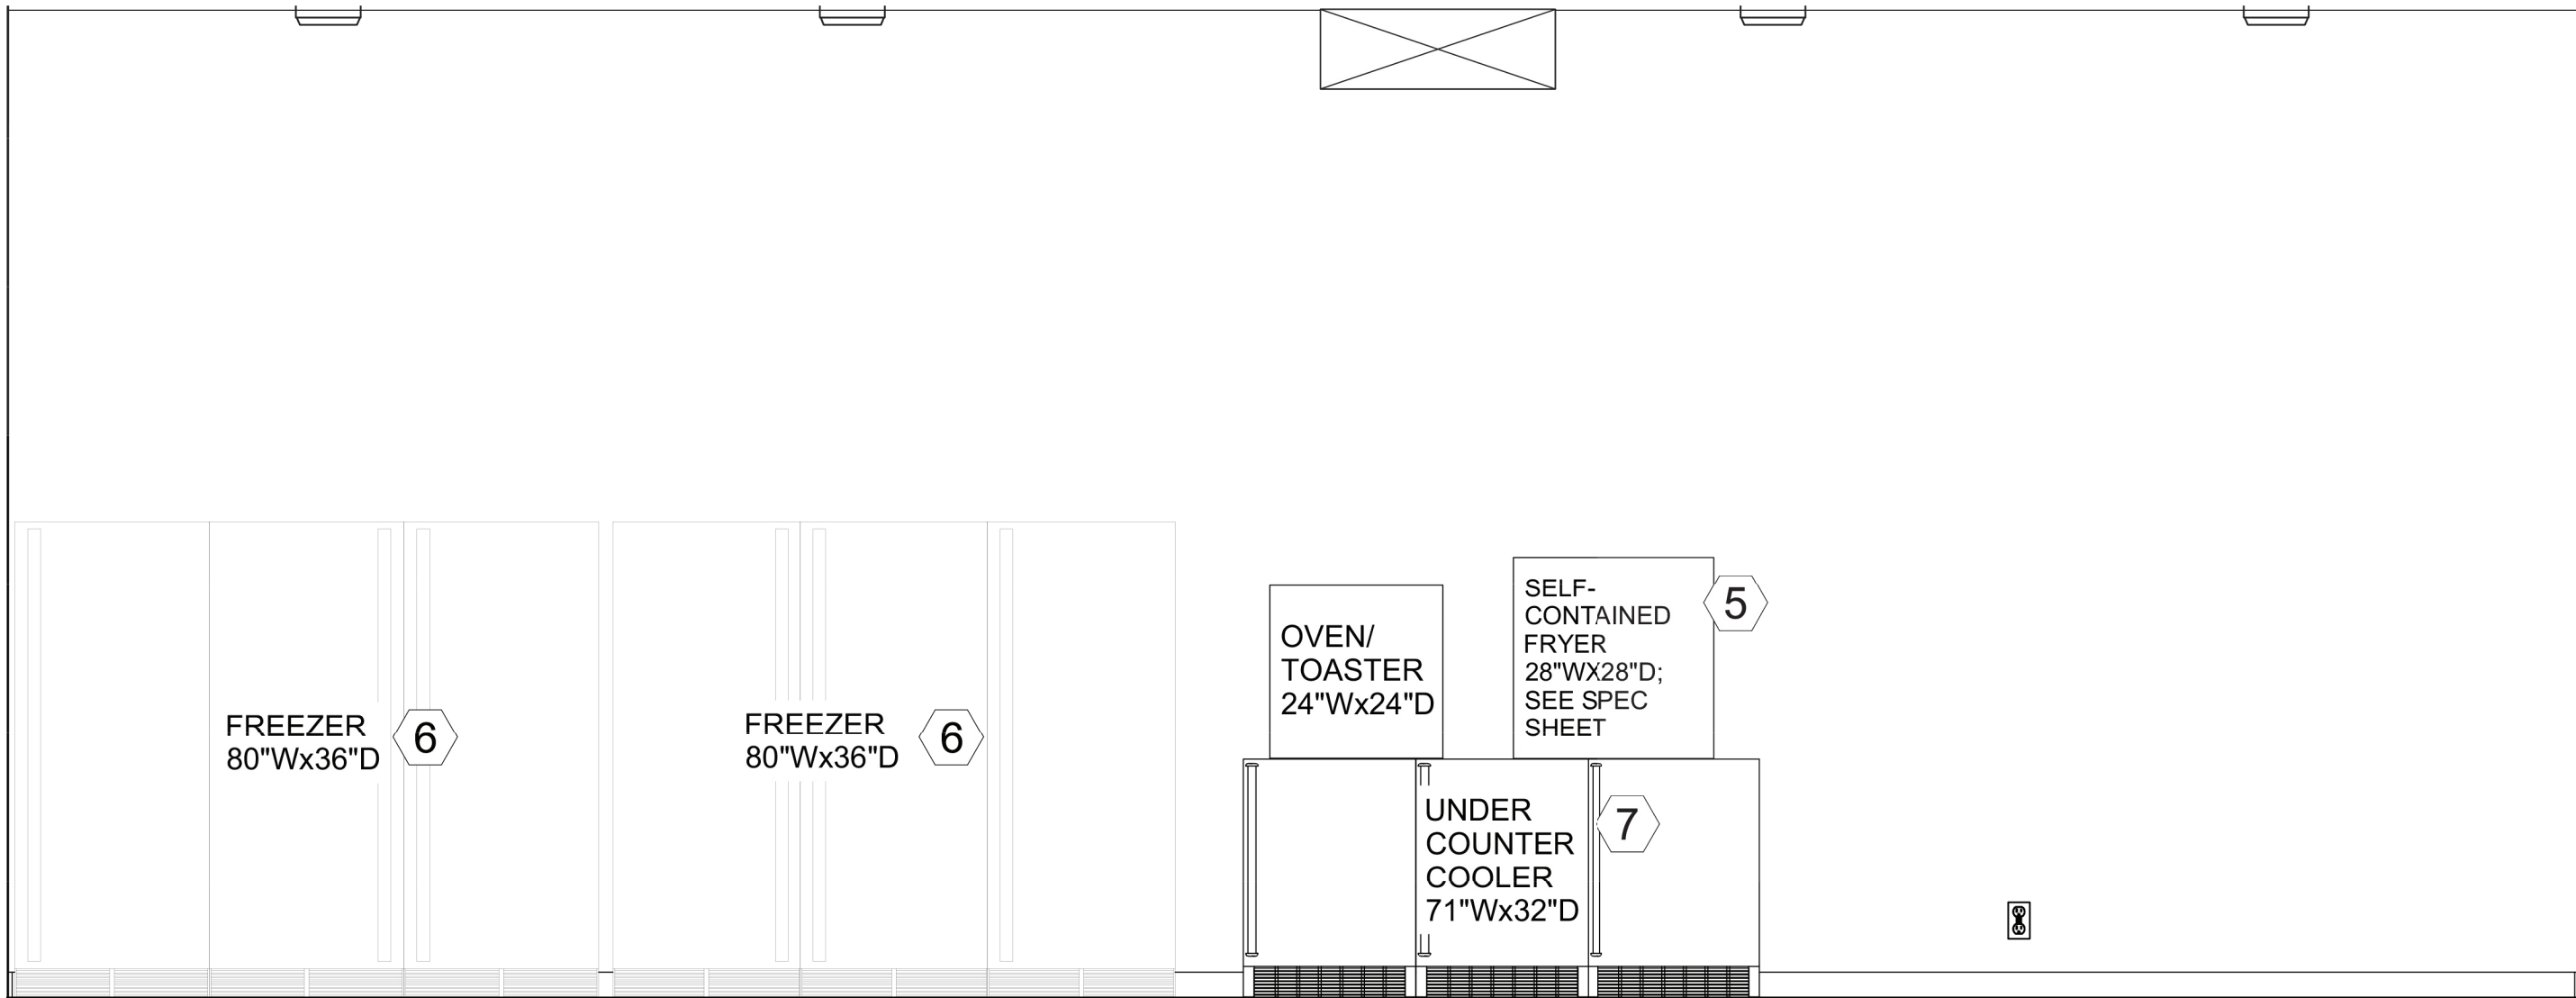 FREEZER
80"Wx36"D
6
FREEZER
80"Wx36"D
6
OVEN/
TOASTER
24"Wx24"D
SELF-
CONTAINED
FRYER
28"WX28"D;
SEE SPEC
SHEET
5
UNDER
COUNTER
COOLER
71"Wx32"D
7